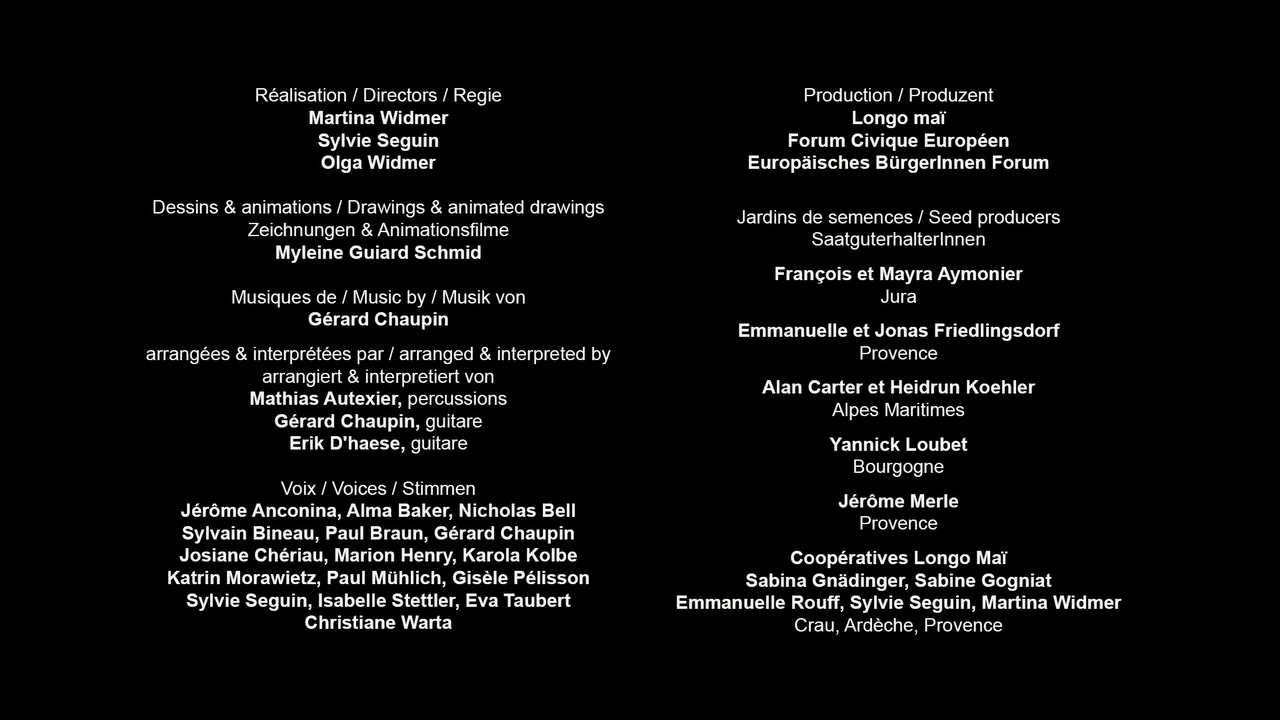 Réalisation / Directors / Regie
Martina Widmer
Sylvie Seguin
Olga Widmer
Dessins & animations / Drawings & animated drawings
Zeichnungen & Animationsfilme
Myleine Guiard Schmid
Musiques de / Music by / Musik von
Gérard Chaupin
arrangées & interprétées par / arranged & interpreted by
arrangiert & interpretiert von
Mathias Autexier, percussions
Gérard Chaupin, guitare
Erik D'haese, guitare
Voix / Voices / Stimmen
Jérôme Anconina, Alma Baker, Nicholas Bell
Sylvain Bineau, Paul Braun, Gérard Chaupin
Josiane Chériau, Marion Henry, Karola Kolbe
Katrin Morawietz, Paul Mühlich, Gisèle Pélisson
Sylvie Seguin, Isabelle Stettler, Eva Taubert
Christiane Warta
Production / Produzent
Longo maï
Forum Civique Européen
Europäisches BürgerInnen Forum
Jardins de semences / Seed producers
SaatguterhalterInnen
François et Mayra Aymonier
Jura
Emmanuelle et Jonas Friedlingsdorf
Provence
Alan Carter et Heidrun Koehler
Alpes Maritimes
Yannick Loubet
Bourgogne
Jérôme Merle
Provence
Coopératives Longo Maï
Sabina Gnädinger, Sabine Gogniat
Emmanuelle Rouff, Sylvie Seguin, Martina Widmer
Crau, Ardèche, Provence